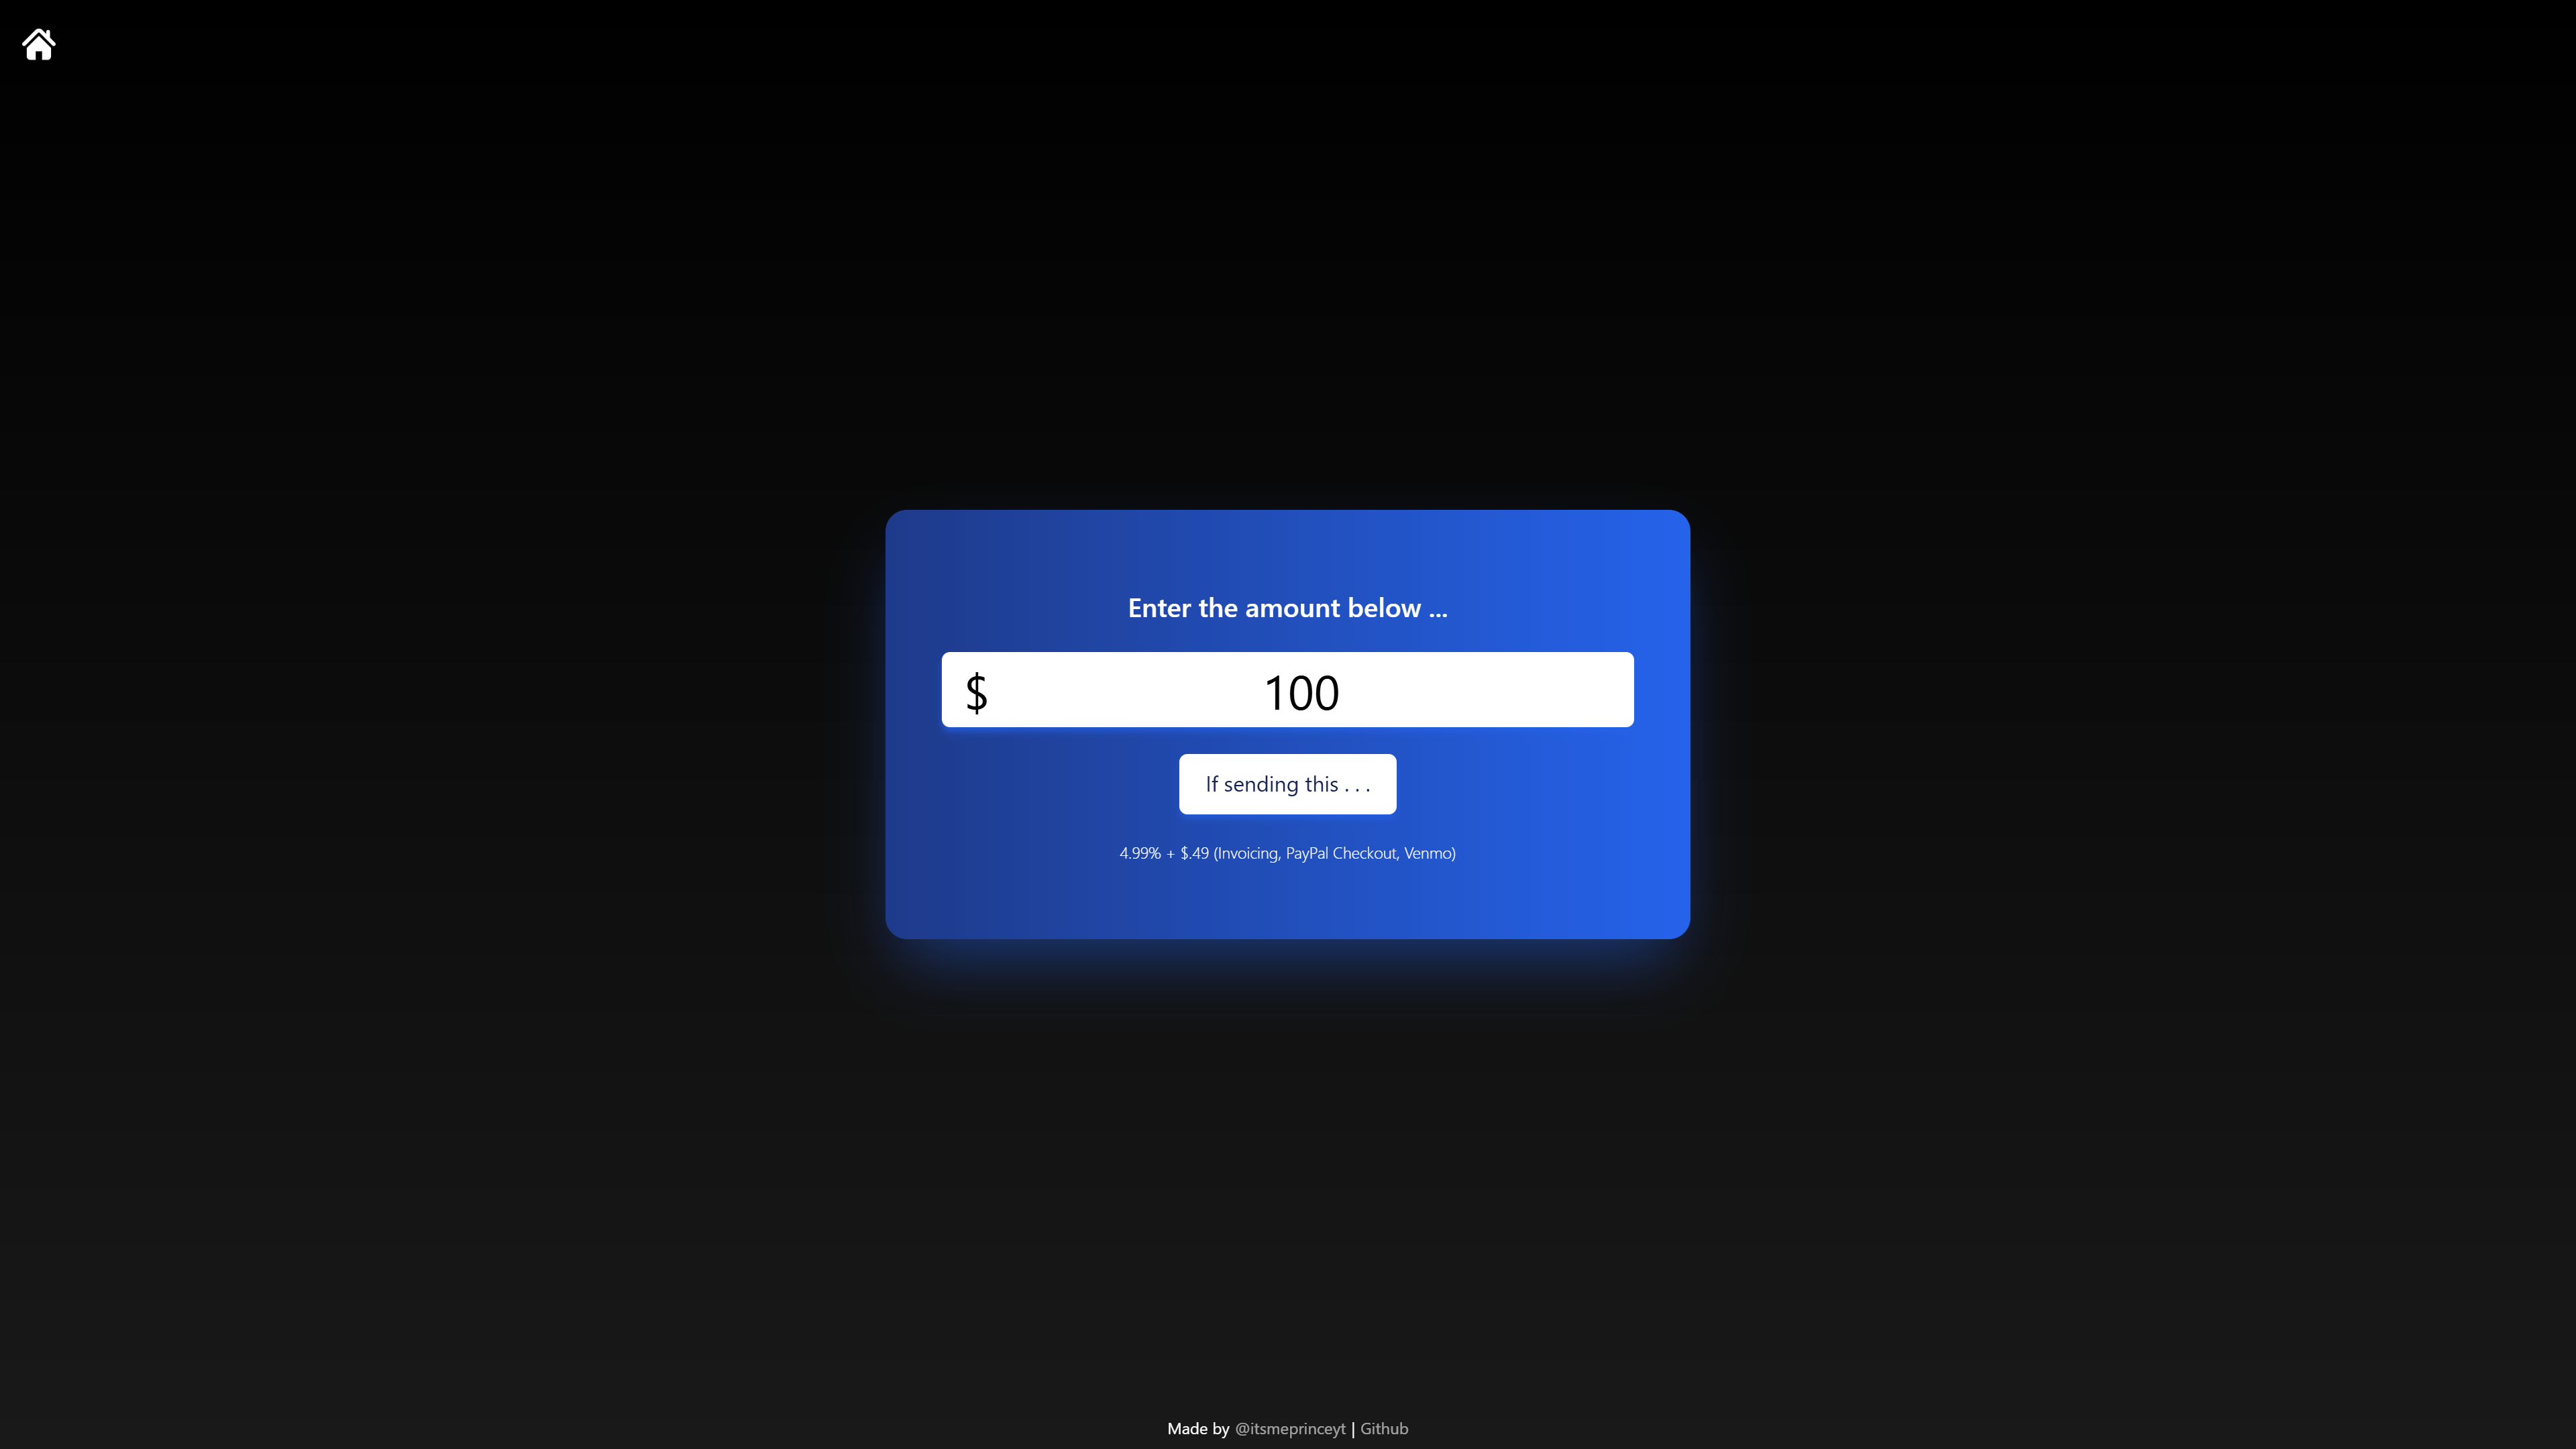 Enter the amount below ...
$ 100
If sending this . . .
4.99% + $.49 (Invoicing, PayPal Checkout, Venmo)
Made by @itsmeprinceyt | Github